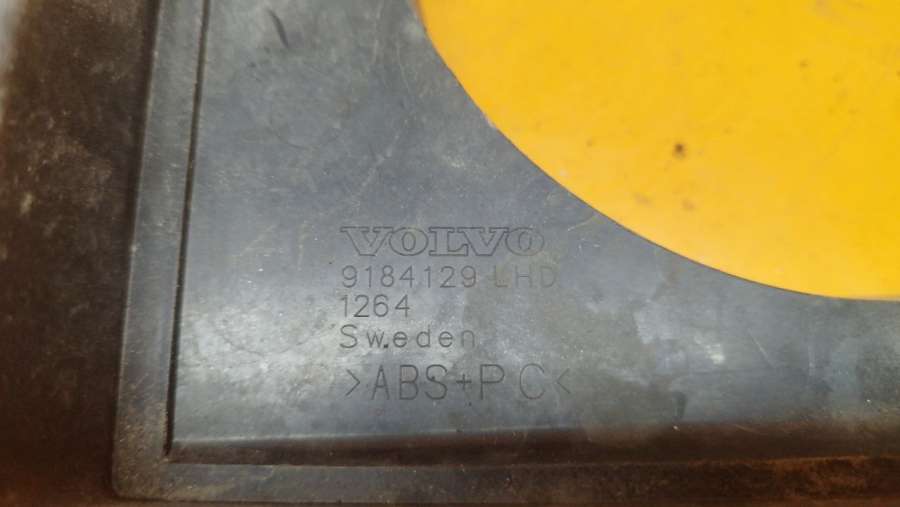 VOLVO
9184129 LHD
1264
Sweden
>ABS+PC<